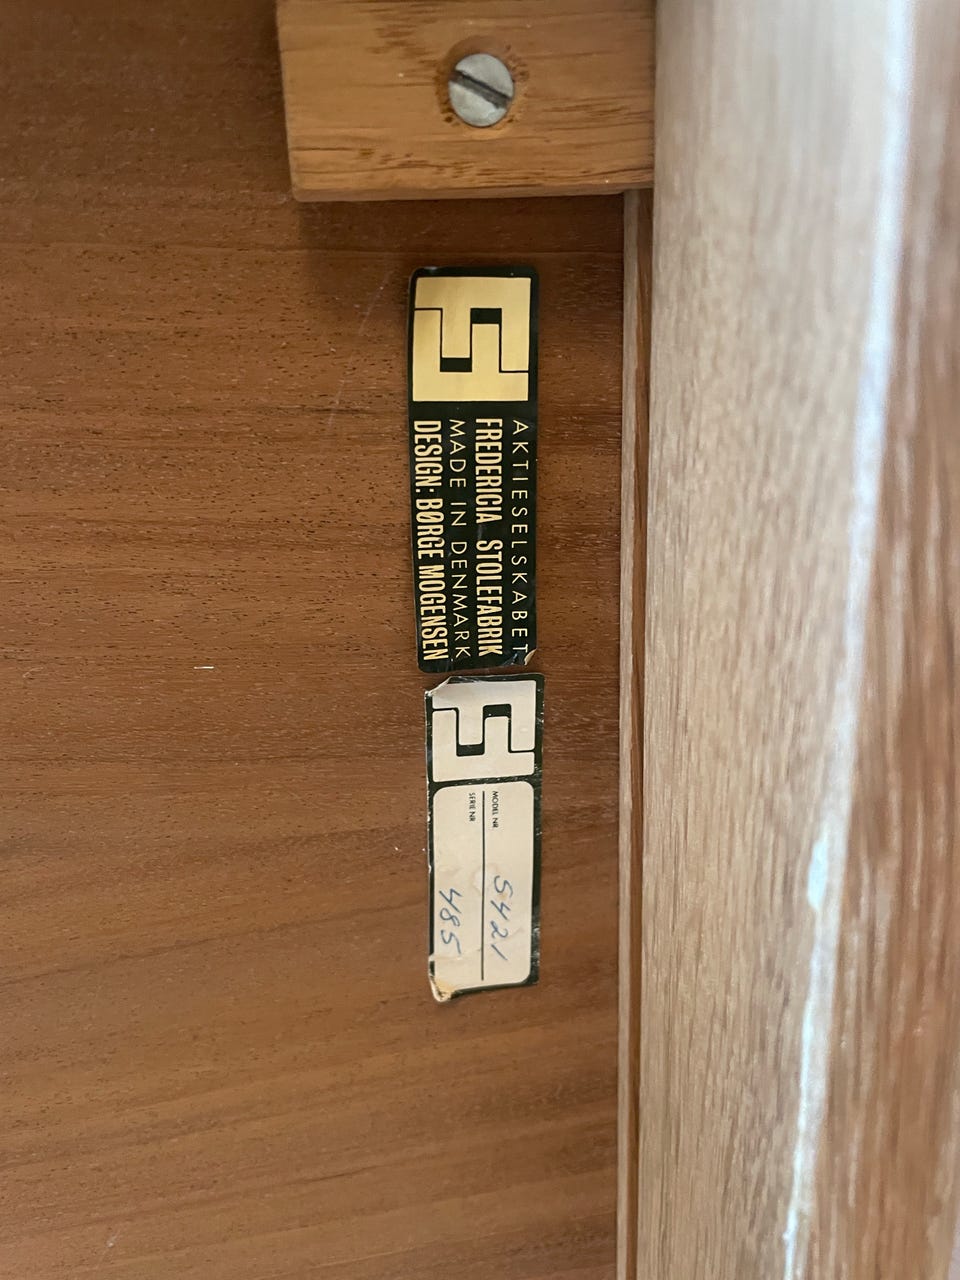 AKTIESELSKABET
FREDERICIA STOLEFABRIK
MADE IN DENMARK
DESIGN: BØRGE MOGENSEN
MODEL NR. 5421
SERIE NR 485